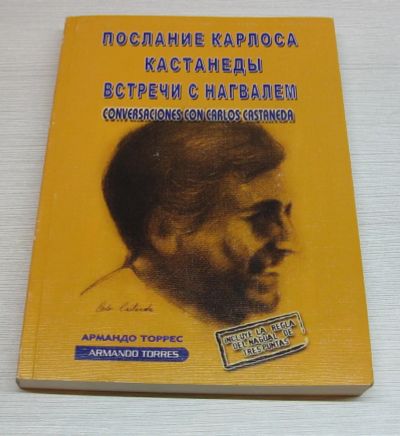 ПОСЛАНИЕ КАРЛОСА
КАСТАНЕДЫ
ВСТРЕЧИ С НАГВАЛЕМ
CONVERSACIONES CON CARLOS CASTANEDA
АРМАНДО ТОРРЕС
ARMANDO TORRES
INCLUYE LA REGLA
DEL NAGUAL DE
TRES PUNTAS